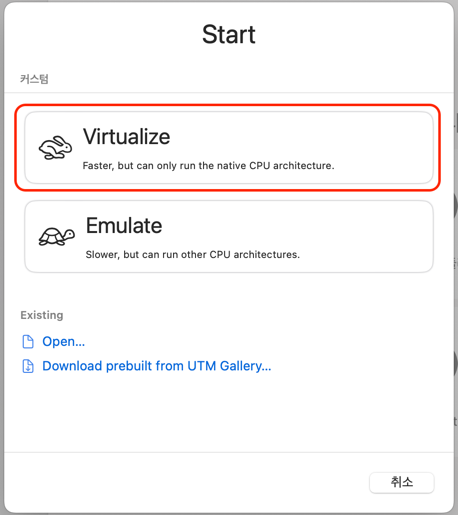 Start
커스텀
Virtualize
Faster, but can only run the native CPU architecture.
Emulate
Slower, but can run other CPU architectures.
Existing
Open...
Download prebuilt from UTM Gallery...
취소